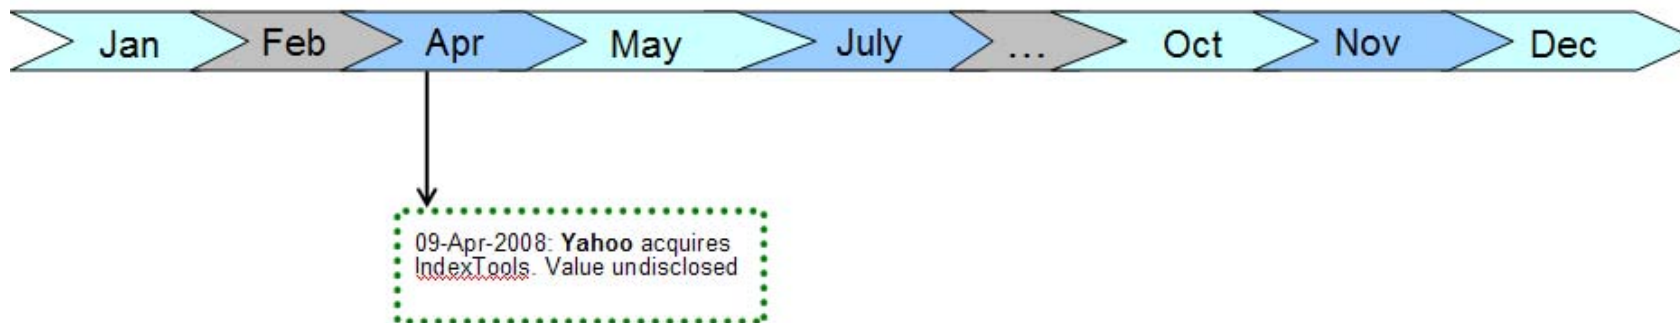 Jan Feb Apr May July ... Oct Nov Dec
09-Apr-2008: Yahoo acquires
IndexTools. Value undisclosed